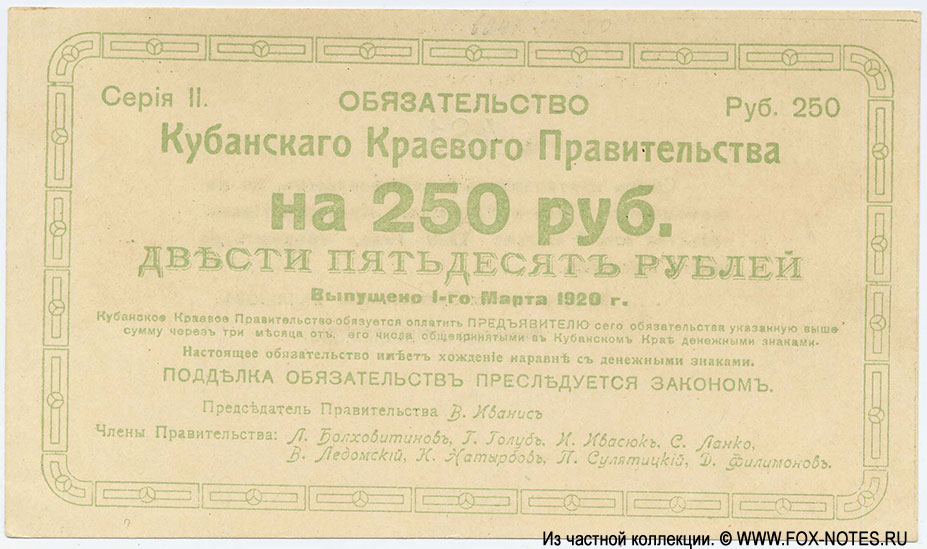 Серія II.
ОБЯЗАТЕЛЬСТВО
Руб. 250
Кубанскаго Краевого Правительства
на 250 руб.
ДВѢСТИ ПЯТЬДЕСЯТЪ РУБЛЕЙ
Выпущено 1-го Марта 1920 г.
Кубанское Краевое Правительство обязуется оплатить ПРЕДЪЯВИТЕЛЮ сего обязательства указанную выше
сумму черезъ три мѣсяца отъ его числа общепринятыми въ Кубанскомъ Краѣ денежными знаками.
Настоящее обязательство имѣетъ хожденіе наравнѣ съ денежными знаками.
ПОДДѢЛКА ОБЯЗАТЕЛЬСТВЪ ПРЕСЛѢДУЕТСЯ ЗАКОНОМЪ.
Предсѣдатель Правительства В. Иванисъ
Члены Правительства: Л. Болховитиновъ, Г. Голубъ, И. Ивасюкъ, С. Ланко,
В. Ледомскій, К. Натырбовъ, П. Сулятицкій, Д. Филимоновъ.
Из частной коллекции. © WWW.FOX-NOTES.RU